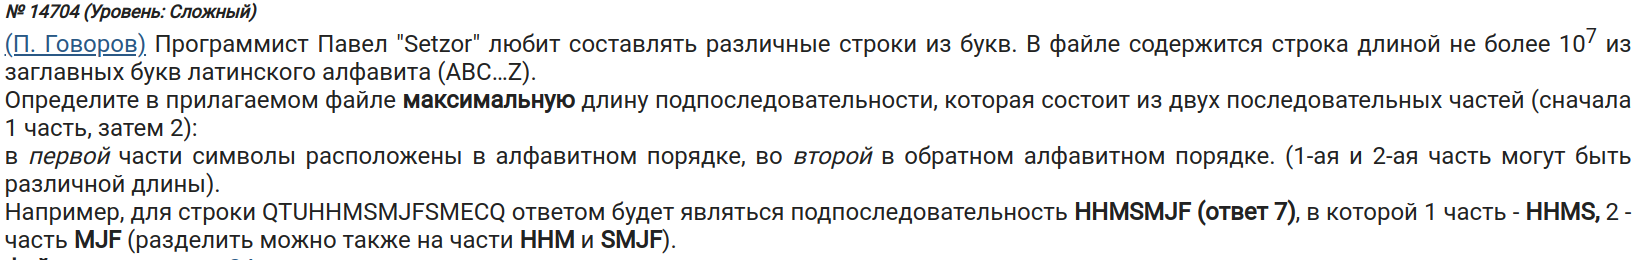 № 14704 (Уровень: Сложный)
(П. Говоров) Программист Павел "Setzor" любит составлять различные строки из букв. В файле содержится строка длиной не более 10⁷ из
заглавных букв латинского алфавита (ABC…Z).
Определите в прилагаемом файле максимальную длину подпоследовательности, которая состоит из двух последовательных частей (сначала
1 часть, затем 2):
в первой части символы расположены в алфавитном порядке, во второй в обратном алфавитном порядке. (1-ая и 2-ая часть могут быть
различной длины).
Например, для строки QTUHHMSMJFSMECQ ответом будет являться подпоследовательность HHMSMJF (ответ 7), в которой 1 часть - HHMS, 2 -
часть MJF (разделить можно также на части HHM и SMJF).